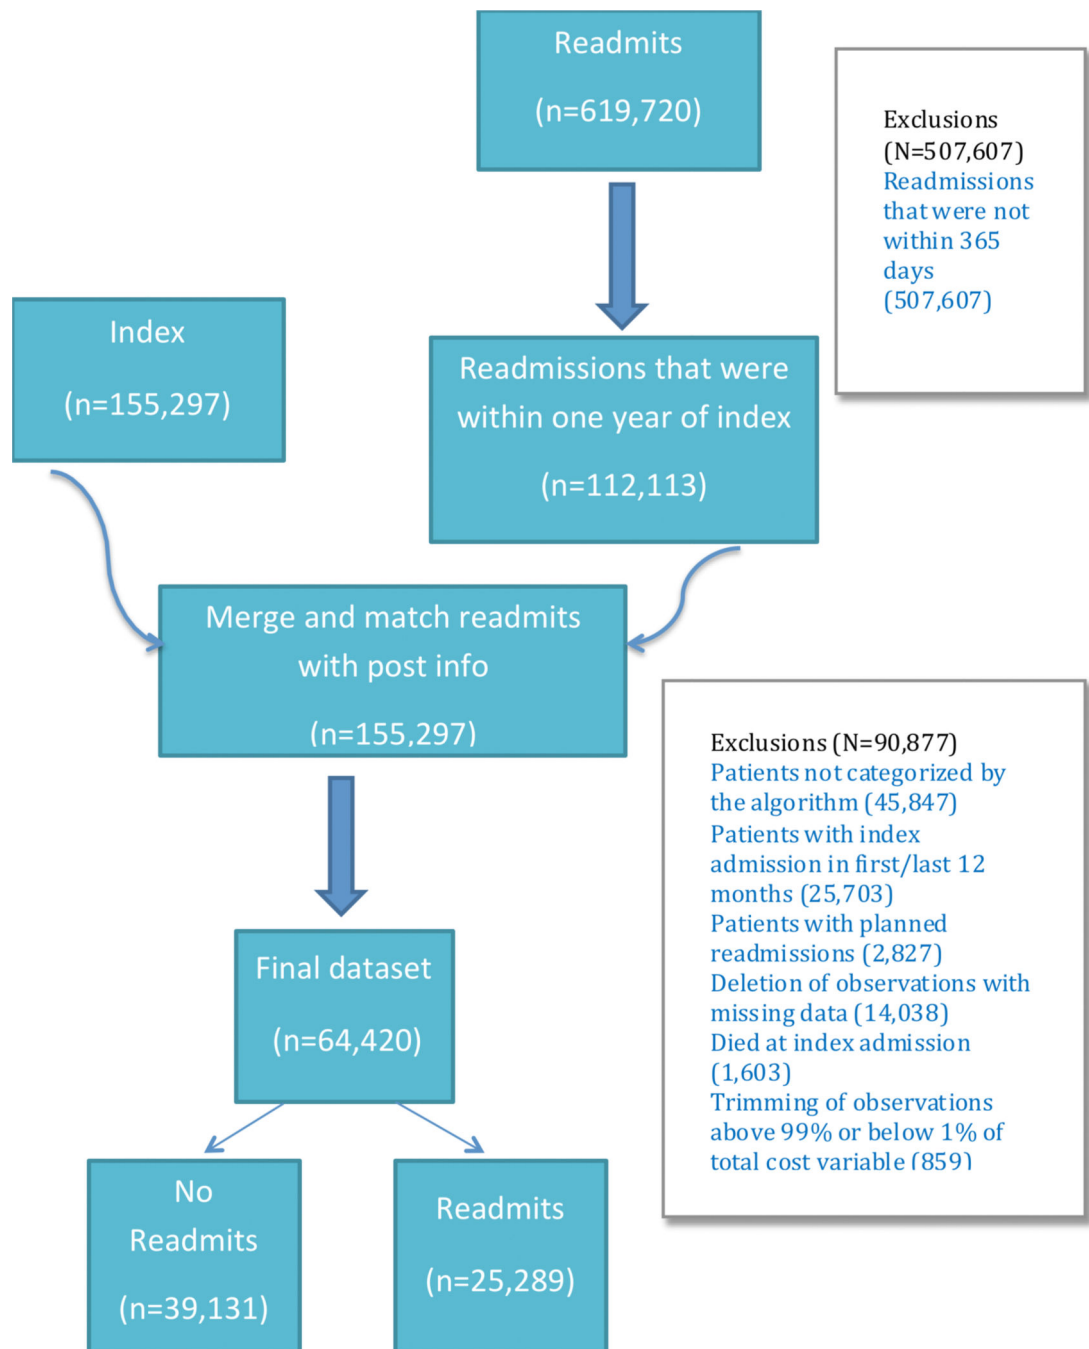 Readmits
(n=619,720)
Exclusions
(N=507,607)
Readmissions
that were not
within 365
days
(507,607)
Index
(n=155,297)
Readmissions that were
within one year of index
(n=112,113)
Merge and match readmits
with post info
(n=155,297)
Exclusions (N=90,877)
Patients not categorized by
the algorithm (45,847)
Patients with index
admission in first/last 12
months (25,703)
Patients with planned
readmissions (2,827)
Deletion of observations with
missing data (14,038)
Died at index admission
(1,603)
Trimming of observations
above 99% or below 1% of
total cost variable (859)
Final dataset
(n=64,420)
No
Readmits
(n=39,131)
Readmits
(n=25,289)